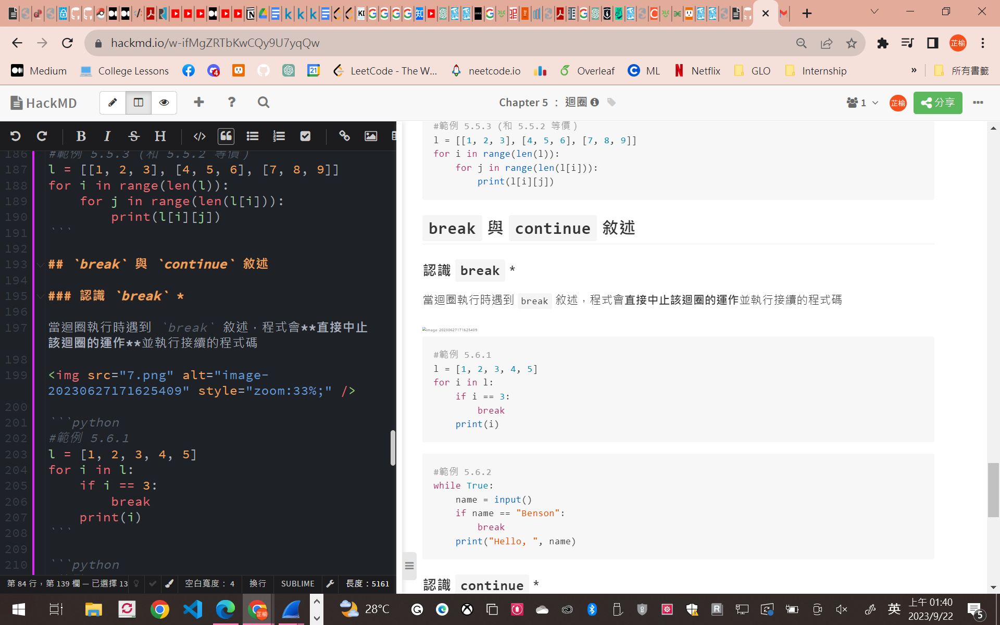 hackmd.io/w-ifMgZRTbKwCQy9U7yqQw
芷榆
Medium
College Lessons
LeetCode - The W...
neetcode.io
Overleaf
ML
Netflix
GLO
Internship
»
所有書籤
HackMD
Chapter 5 ： 迴圈
1
芷榆
分享
B I S H
186 #範例 5.5.3 (和 5.5.2 等價)
187 l = [[1, 2, 3], [4, 5, 6], [7, 8, 9]]
188 for i in range(len(l)):
189 for j in range(len(l[i])):
190 print(l[i][j])
191 ```
192
193 ## `break` 與 `continue` 敘述
194
195 ### 認識 `break` *
196
197 當迴圈執行時遇到 `break` 敘述，程式會**直接中止
該迴圈的運作**並執行接續的程式碼
198
199 <img src="7.png" alt="image-
20230627171625409" style="zoom:33%;" />
200
201 ```python
202 #範例 5.6.1
203 l = [1, 2, 3, 4, 5]
204 for i in l:
205 if i == 3:
206 break
207 print(i)
208 ```
209
210 ```python
第 84 行，第 139 欄 — 已選擇 13
空白寬度： 4
換行
SUBLIME
長度：5161
#範例 5.5.3 (和 5.5.2 等價)
l = [[1, 2, 3], [4, 5, 6], [7, 8, 9]]
for i in range(len(l)):
for j in range(len(l[i])):
print(l[i][j])
break 與 continue 敘述
認識 break *
當迴圈執行時遇到 break 敘述，程式會直接中止該迴圈的運作並執行接續的程式碼
image-20230627171625409
#範例 5.6.1
l = [1, 2, 3, 4, 5]
for i in l:
if i == 3:
break
print(i)
#範例 5.6.2
while True:
name = input()
if name == "Benson":
break
print("Hello, ", name)
認識 continue *
28°C
英
上午 01:40
2023/9/22
5